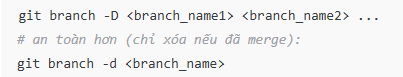 git branch -D <branch_name1> <branch_name2> ...
# an toàn hơn (chỉ xóa nếu đã merge):
git branch -d <branch_name>